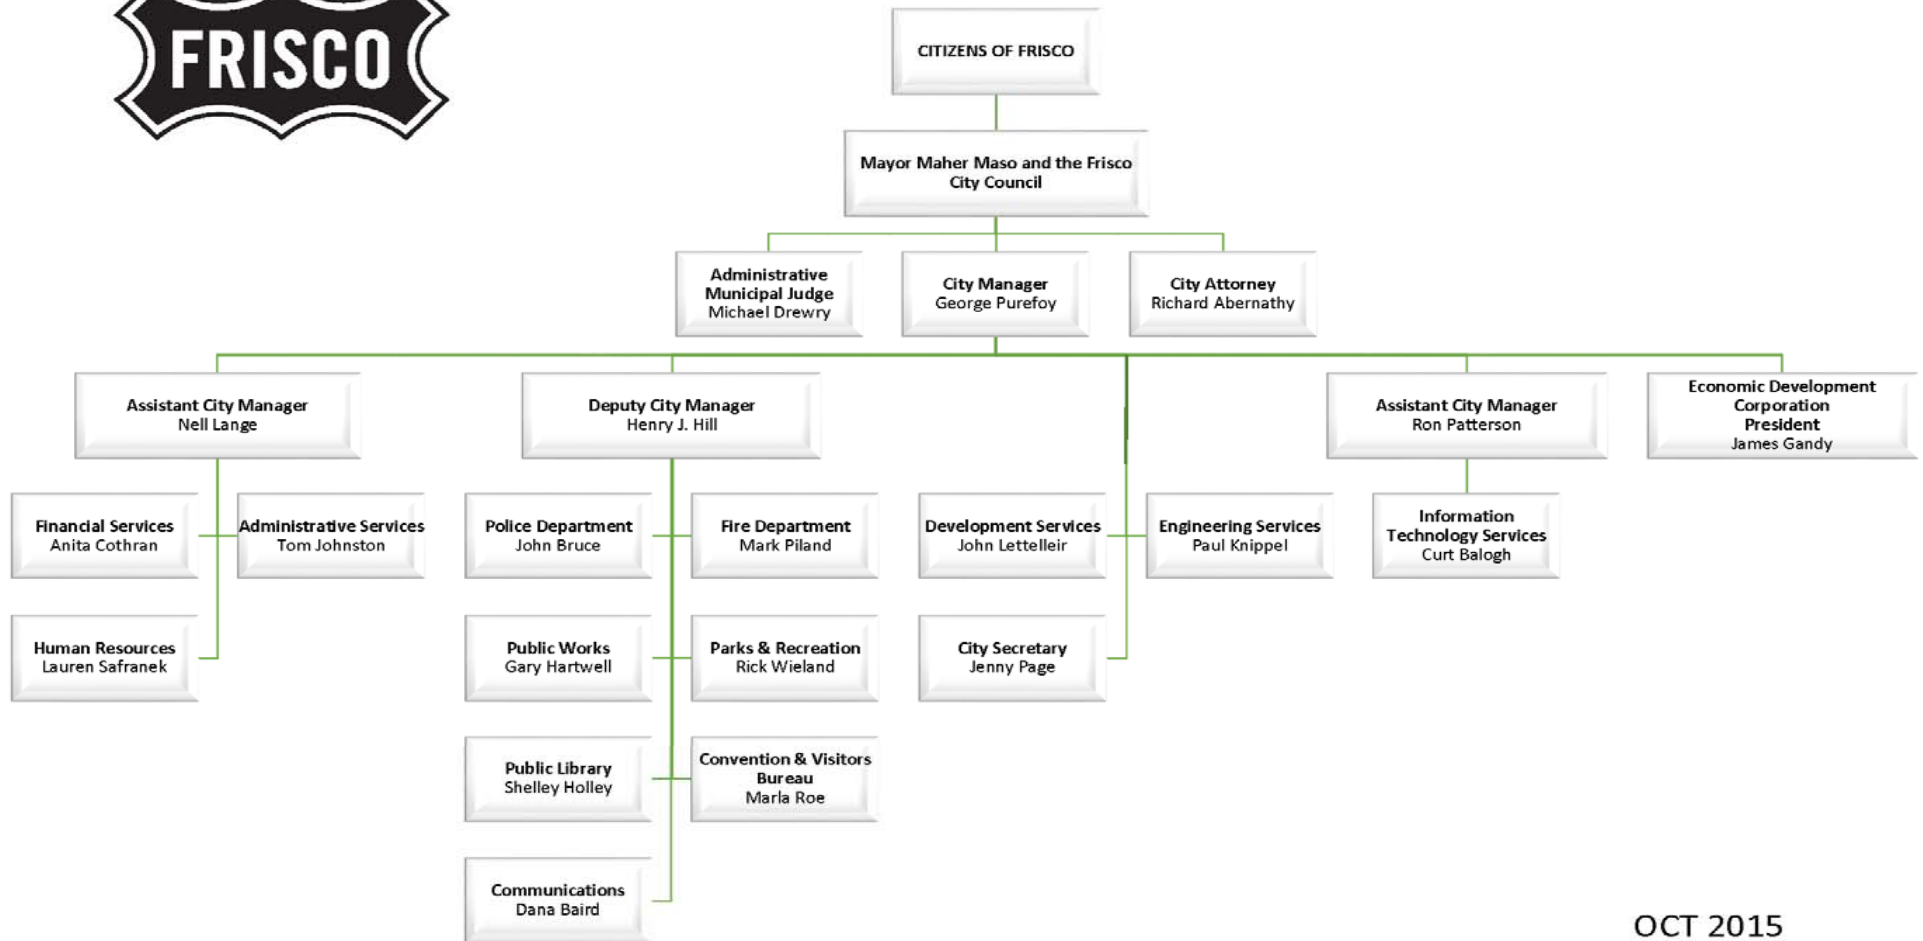 FRISCO
CITIZENS OF FRISCO
Mayor Maher Maso and the Frisco
City Council
Administrative
Municipal Judge
Michael Drewry
City Manager
George Purefoy
City Attorney
Richard Abernathy
Assistant City Manager
Nell Lange
Deputy City Manager
Henry J. Hill
Assistant City Manager
Ron Patterson
Economic Development
Corporation
President
James Gandy
Financial Services
Anita Cothran
Administrative Services
Tom Johnston
Police Department
John Bruce
Fire Department
Mark Piland
Development Services
John Lettelleir
Engineering Services
Paul Knippel
Information
Technology Services
Curt Balogh
Human Resources
Lauren Safranek
Public Works
Gary Hartwell
Parks & Recreation
Rick Wieland
City Secretary
Jenny Page
Public Library
Shelley Holley
Convention & Visitors
Bureau
Marla Roe
Communications
Dana Baird
OCT 2015